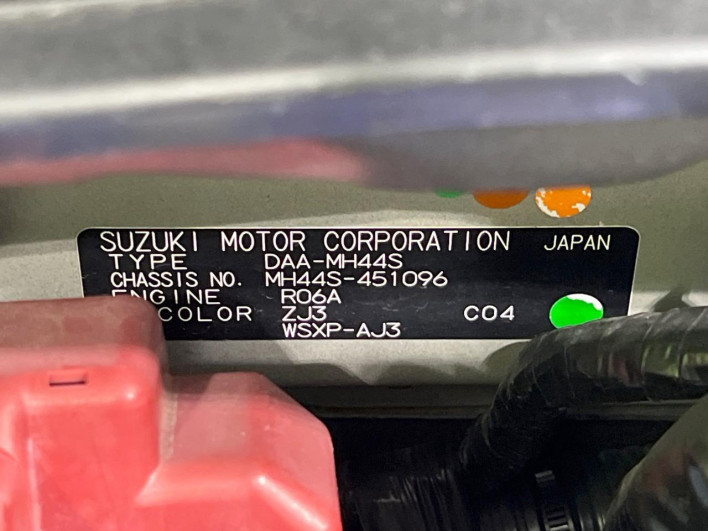 SUZUKI MOTOR CORPORATION JAPAN
TYPE DAA-MH44S
CHASSIS NO. MH44S-451096
ENGINE R06A
COLOR ZJ3 C04
WSXP-AJ3